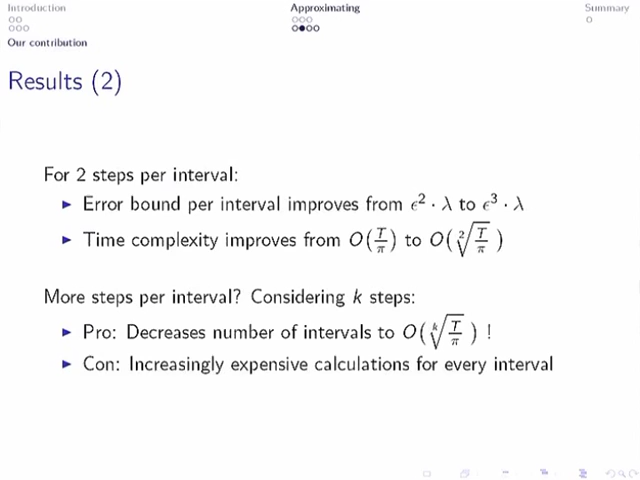 Introduction Approximating Summary
Our contribution
Results (2)
For 2 steps per interval:
Error bound per interval improves from ϵ² · λ to ϵ³ · λ
Time complexity improves from O(T/π) to O(²√(T/π))
More steps per interval? Considering k steps:
Pro: Decreases number of intervals to O(ᵏ√(T/π)) !
Con: Increasingly expensive calculations for every interval